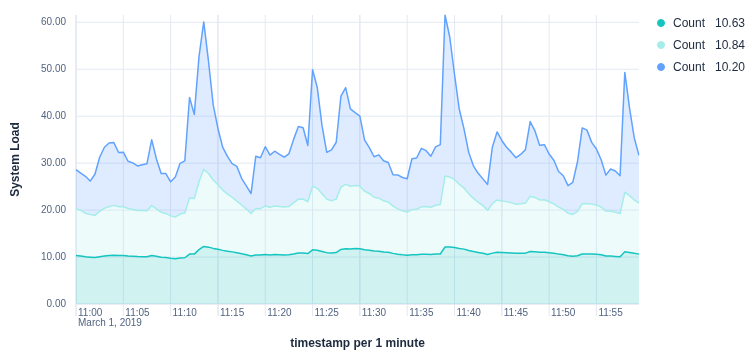 60.00
50.00
40.00
30.00
20.00
10.00
0.00
System Load
11:00 11:05 11:10 11:15 11:20 11:25 11:30 11:35 11:40 11:45 11:50 11:55
March 1, 2019
timestamp per 1 minute
Count 10.63
Count 10.84
Count 10.20